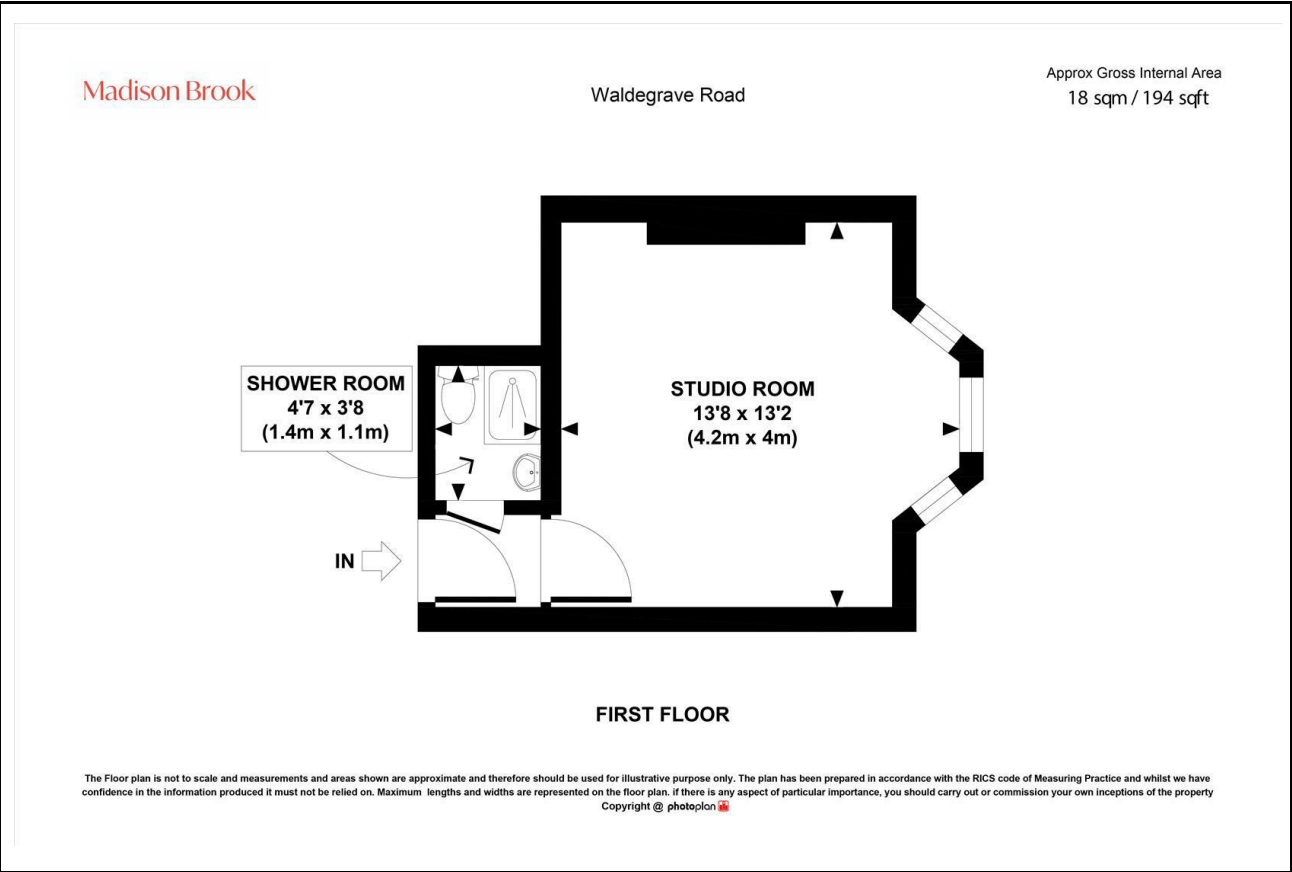 Madison Brook
Waldegrave Road
Approx Gross Internal Area
18 sqm / 194 sqft
SHOWER ROOM
4'7 x 3'8
(1.4m x 1.1m)
STUDIO ROOM
13'8 x 13'2
(4.2m x 4m)
IN
FIRST FLOOR
The Floor plan is not to scale and measurements and areas shown are approximate and therefore should be used for illustrative purpose only. The plan has been prepared in accordance with the RICS code of Measuring Practice and whilst we have
confidence in the information produced it must not be relied on. Maximum lengths and widths are represented on the floor plan. if there is any aspect of particular importance, you should carry out or commission your own inceptions of the property
Copyright @ photoplan